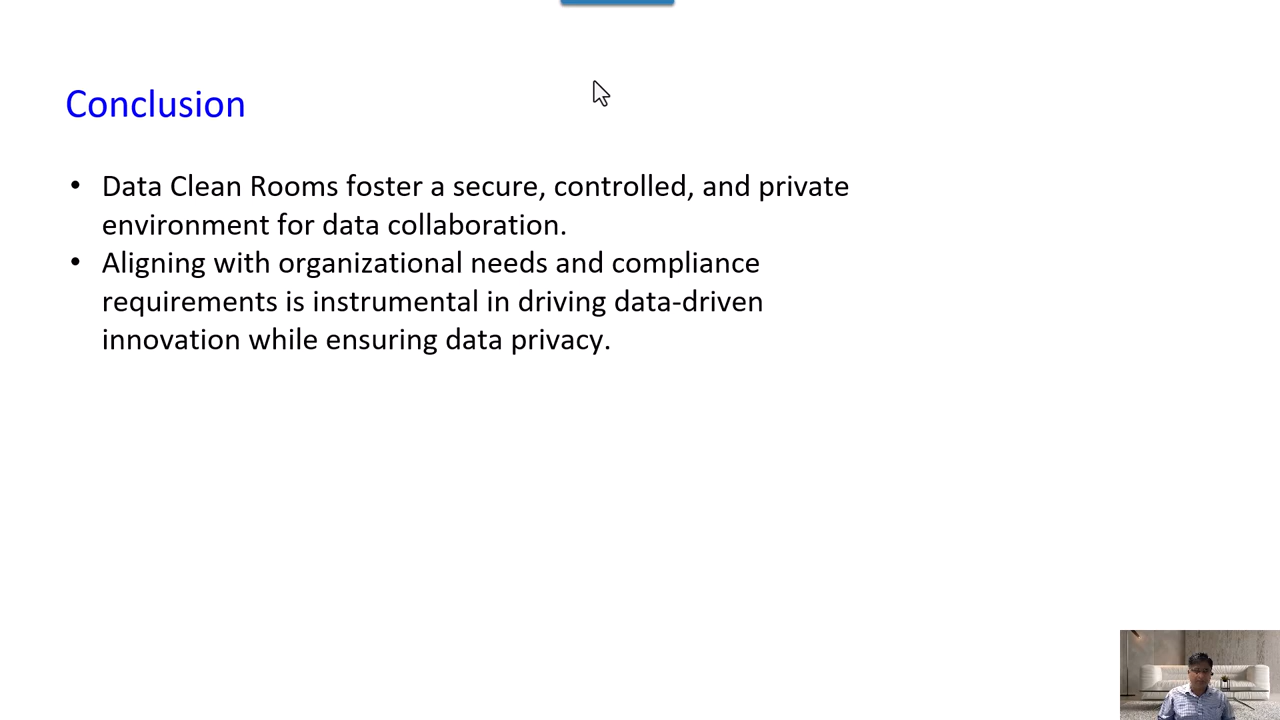 Conclusion
• Data Clean Rooms foster a secure, controlled, and private
environment for data collaboration.
• Aligning with organizational needs and compliance
requirements is instrumental in driving data-driven
innovation while ensuring data privacy.